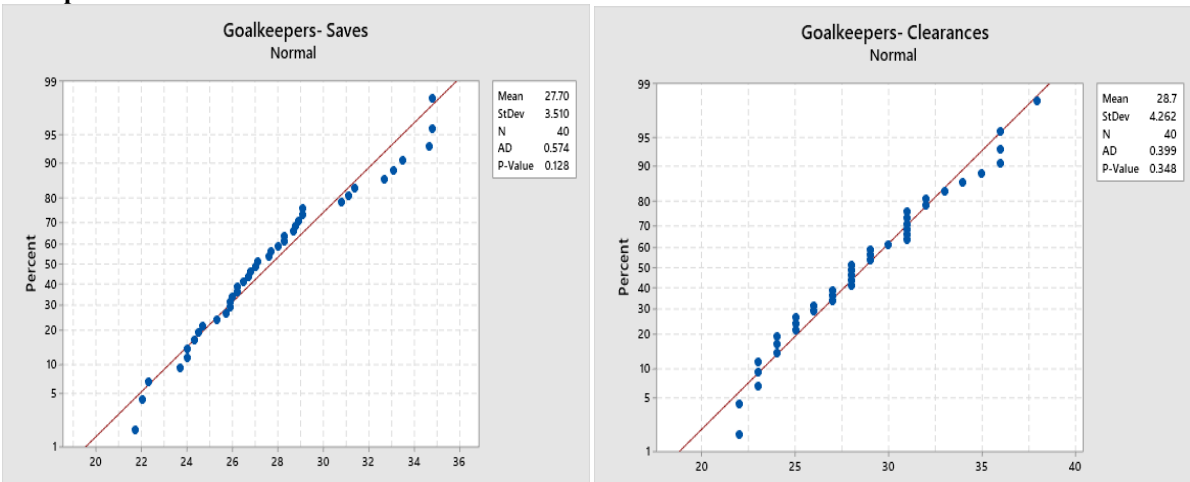 Goalkeepers- Saves
Normal
99
95
90
80
70
60
50
40
30
20
10
5
1
Percent
20 22 24 26 28 30 32 34 36
Mean 27.70
StDev 3.510
N 40
AD 0.574
P-Value 0.128
Goalkeepers- Clearances
Normal
99
95
90
80
70
60
50
40
30
20
10
5
1
Percent
20 25 30 35 40
Mean 28.7
StDev 4.262
N 40
AD 0.399
P-Value 0.348